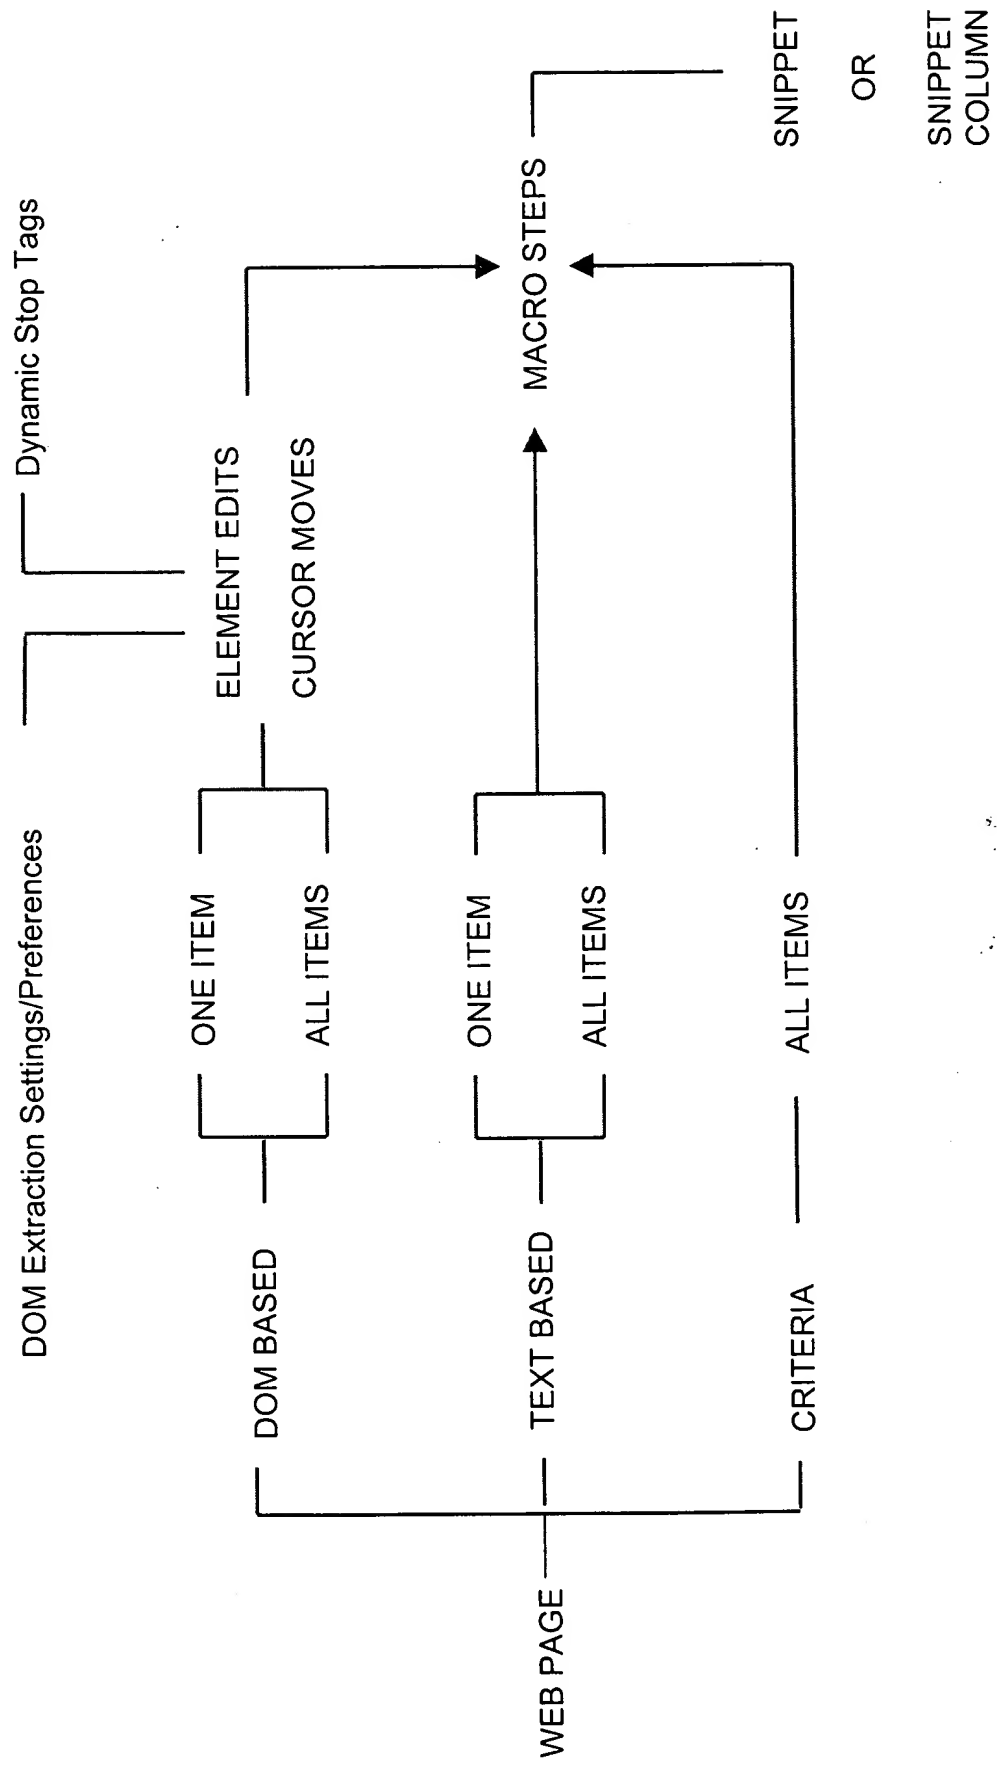 DOM Extraction Settings/Preferences
Dynamic Stop Tags
ONE ITEM
ELEMENT EDITS
DOM BASED
CURSOR MOVES
ALL ITEMS
ONE ITEM
WEB PAGE
TEXT BASED
MACRO STEPS
ALL ITEMS
CRITERIA
ALL ITEMS
SNIPPET
OR
SNIPPET
COLUMN